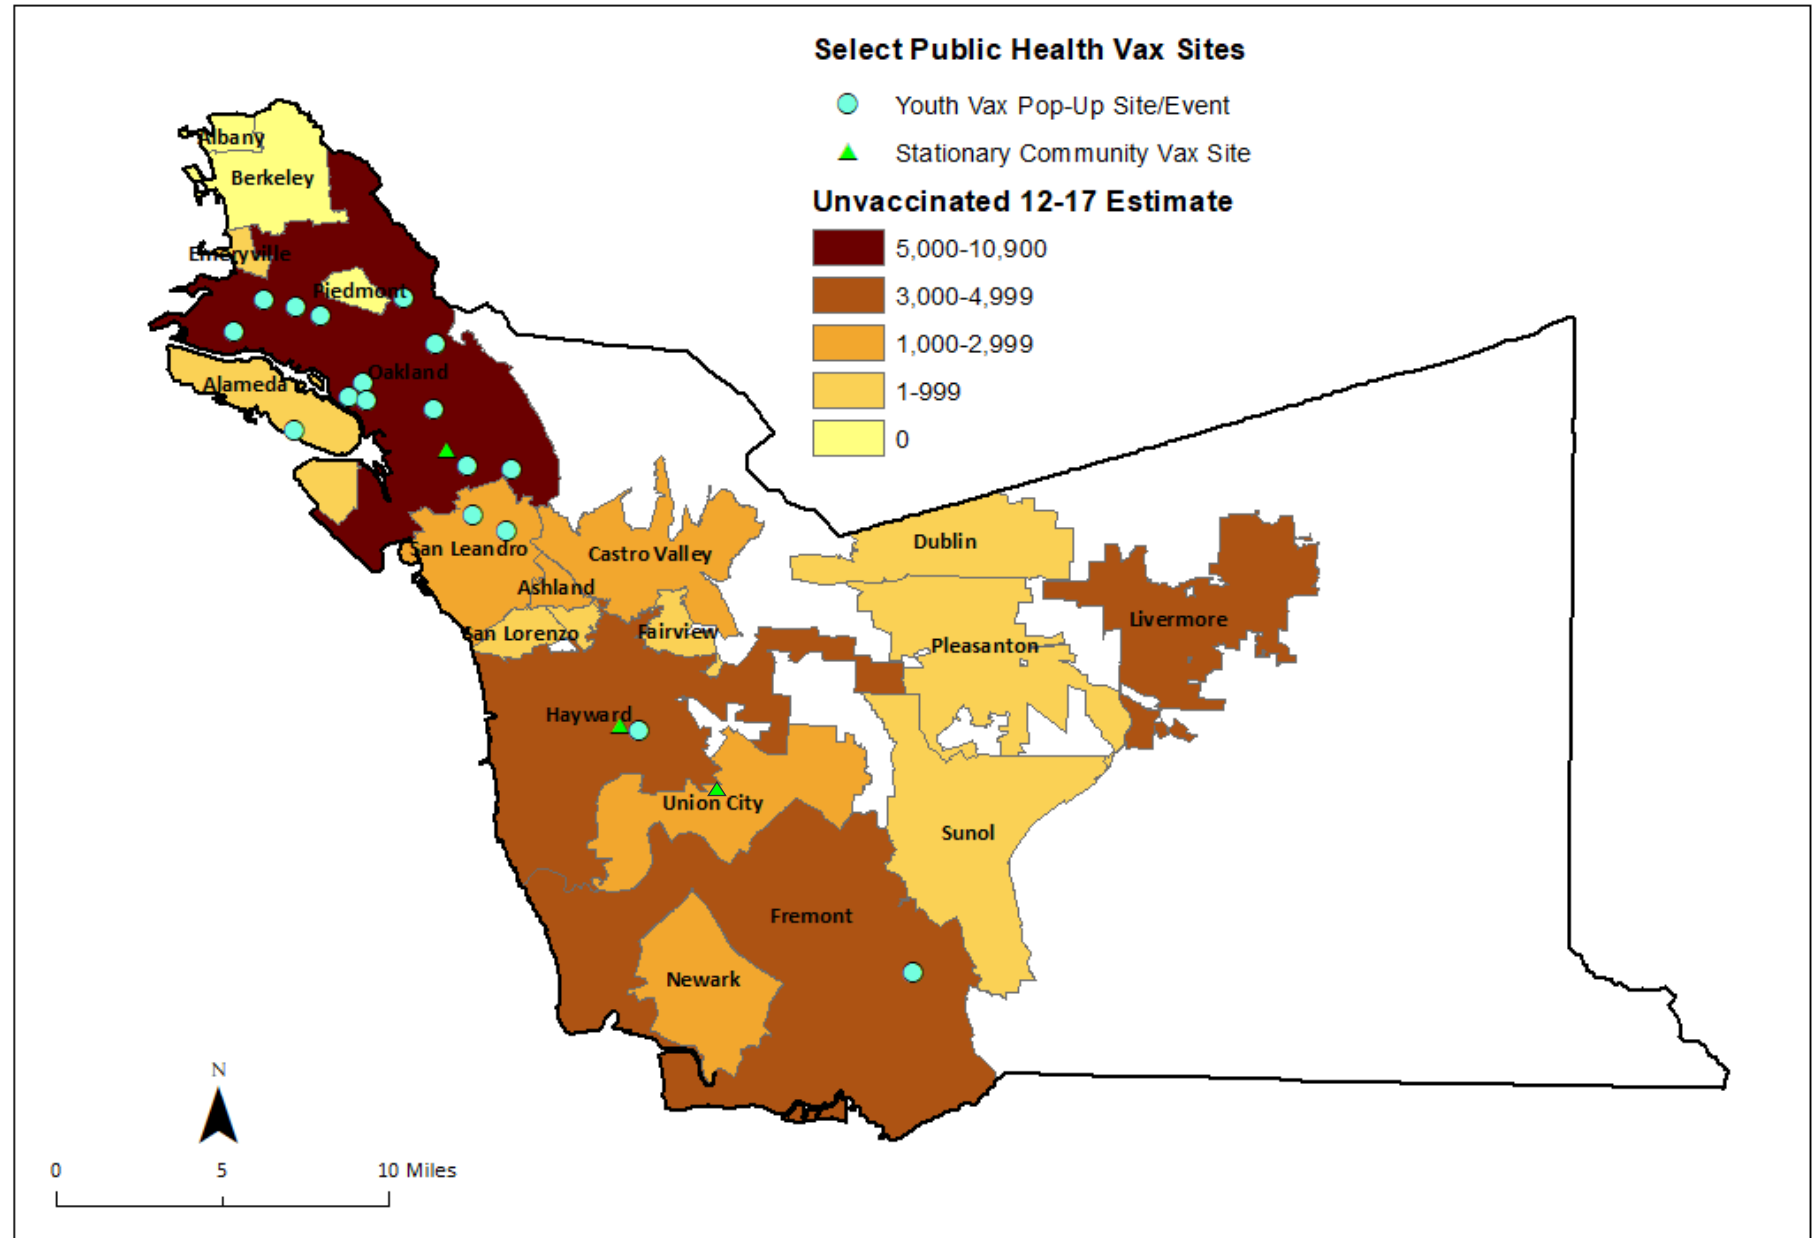 Select Public Health Vax Sites
Youth Vax Pop-Up Site/Event
Stationary Community Vax Site
Unvaccinated 12-17 Estimate
5,000-10,900
3,000-4,999
1,000-2,999
1-999
0
Albany
Berkeley
Emeryville
Piedmont
Oakland
Alameda
San Leandro
Castro Valley
Ashland
San Lorenzo
Fairview
Dublin
Livermore
Pleasanton
Hayward
Union City
Sunol
Fremont
Newark
N
0 5 10 Miles